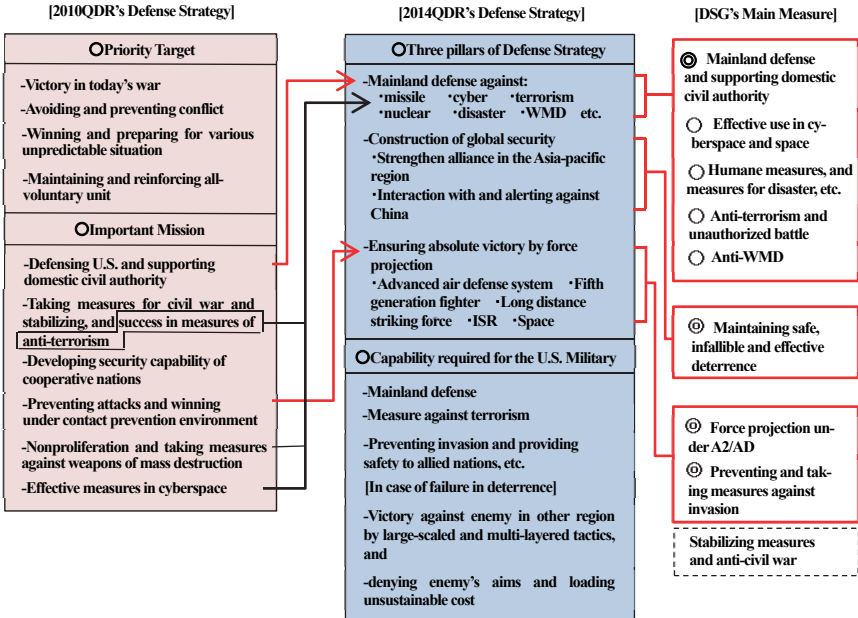 [2010QDR's Defense Strategy]
○Priority Target
-Victory in today's war
-Avoiding and preventing conflict
-Winning and preparing for various
unpredictable situation
-Maintaining and reinforcing all-
voluntary unit
○Important Mission
-Defensing U.S. and supporting
domestic civil authority
-Taking measures for civil war and
stabilizing, and success in measures of
anti-terrorism
-Developing security capability of
cooperative nations
-Preventing attacks and winning
under contact prevention environment
-Nonproliferation and taking measures
against weapons of mass destruction
-Effective measures in cyberspace
[2014QDR's Defense Strategy]
○Three pillars of Defense Strategy
-Mainland defense against:
・missile ・cyber ・terrorism
・nuclear ・disaster ・WMD etc.
-Construction of global security
・Strengthen alliance in the Asia-pacific
region
・Interaction with and alerting against
China
-Ensuring absolute victory by force
projection
・Advanced air defense system ・Fifth
generation fighter ・Long distance
striking force ・ISR ・Space
○Capability required for the U.S. Military
-Mainland defense
-Measure against terrorism
-Preventing invasion and providing
safety to allied nations, etc.
[In case of failure in deterrence]
-Victory against enemy in other region
by large-scaled and multi-layered tactics,
and
-denying enemy's aims and loading
unsustainable cost
[DSG's Main Measure]
◎ Mainland defense
and supporting domestic
civil authority
○ Effective use in cy-
berspace and space
○ Humane measures, and
measures for disaster, etc.
○ Anti-terrorism and
unauthorized battle
○ Anti-WMD
◎ Maintaining safe,
infallible and effective
deterrence
◎ Force projection un-
der A2/AD
◎ Preventing and tak-
ing measures against
invasion
Stabilizing measures
and anti-civil war